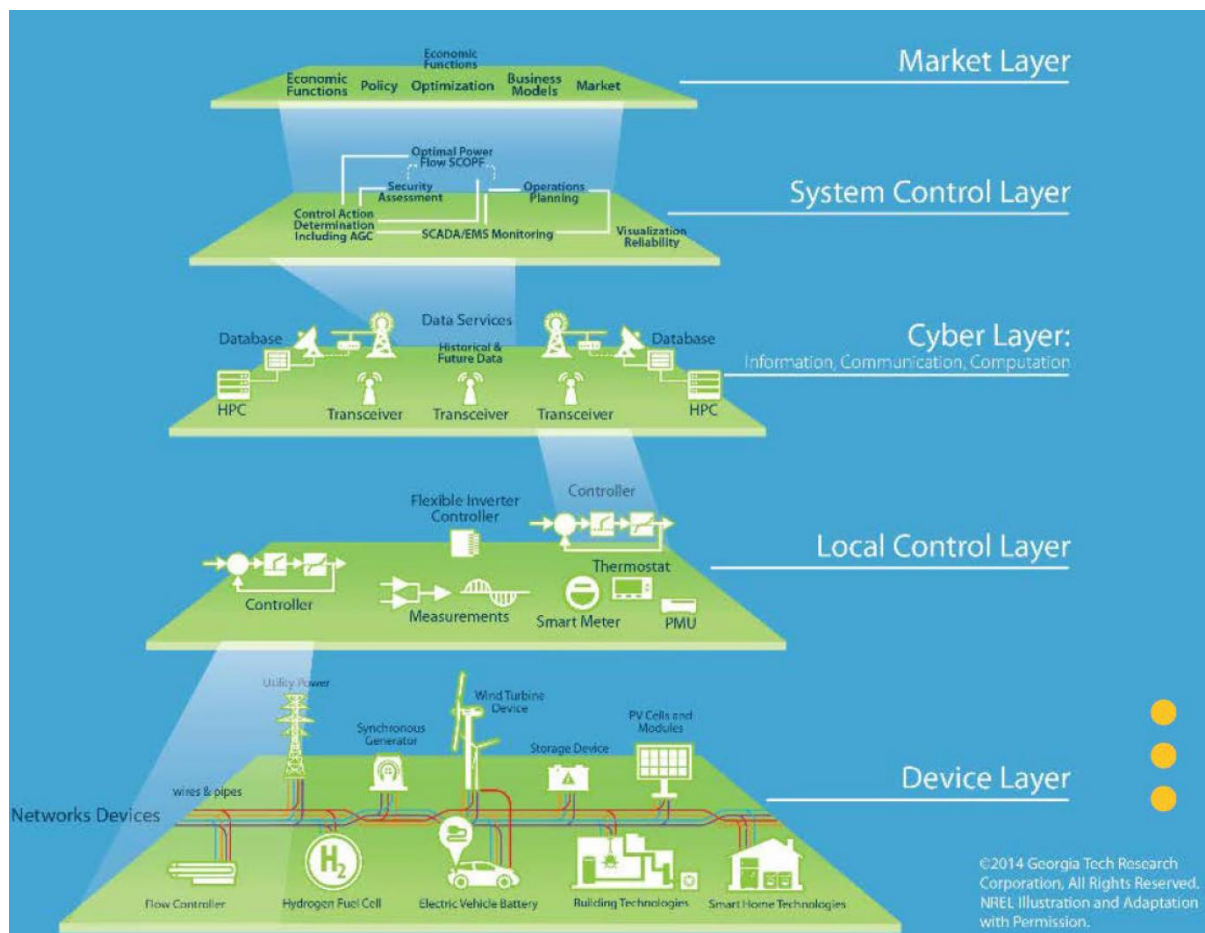 Economic
Functions
Economic
Functions
Policy
Optimization
Business
Models
Market
Market Layer
Optimal Power
Flow SCOPF
Security
Assessment
Operations
Planning
Control Action
Determination
Including AGC
SCADA/EMS Monitoring
Visualization
Reliability
System Control Layer
Database
Data Services
Database
Historical &
Future Data
HPC
Transceiver
Transceiver
Transceiver
HPC
Cyber Layer:
Information, Communication, Computation
Flexible Inverter
Controller
Controller
Controller
Measurements
Thermostat
Smart Meter
PMU
Local Control Layer
Utility Power
Synchronous
Generator
Wind Turbine
Device
Storage Device
PV Cells and
Modules
wires & pipes
Networks Devices
Device Layer
Flow Controller
H2
Hydrogen Fuel Cell
Electric Vehicle Battery
Building Technologies
Smart Home Technologies
©2014 Georgia Tech Research
Corporation, All Rights Reserved.
NREL Illustration and Adaptation
with Permission.